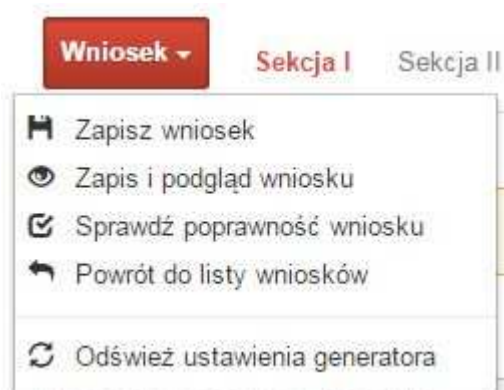 Wniosek Sekcja I Sekcja II
Zapisz wniosek
Zapis i podgląd wniosku
Sprawdź poprawność wniosku
Powrót do listy wniosków
Odśwież ustawienia generatora